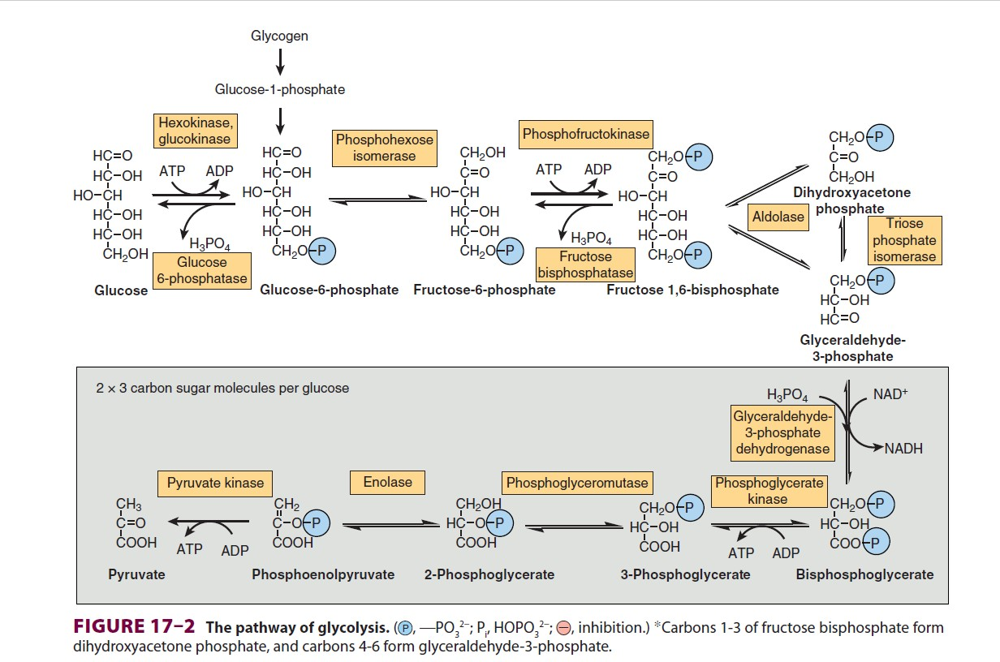 Glycogen
Glucose-1-phosphate
Hexokinase,
glucokinase
ATP ADP
H₃PO₄
Glucose
6-phosphatase
HC=O
HC–OH
HO–CH
HC–OH
HC–OH
CH₂OH
Glucose
HC=O
HC–OH
HO–CH
HC–OH
HC–OH
CH₂O–P
Glucose-6-phosphate
Phosphohexose
isomerase
CH₂OH
C=O
HO–CH
HC–OH
HC–OH
CH₂O–P
Fructose-6-phosphate
Phosphofructokinase
ATP ADP
H₃PO₄
Fructose
bisphosphatase
CH₂O–P
C=O
HO–CH
HC–OH
HC–OH
CH₂O–P
Fructose 1,6-bisphosphate
Aldolase
CH₂O–P
C=O
CH₂OH
Dihydroxyacetone
phosphate
Triose
phosphate
isomerase
CH₂O–P
HC–OH
HC=O
Glyceraldehyde-
3-phosphate
2 × 3 carbon sugar molecules per glucose
H₃PO₄ NAD⁺
Glyceraldehyde-
3-phosphate
dehydrogenase
NADH
Pyruvate kinase
CH₃
C=O
COOH
Pyruvate
ATP ADP
CH₂
C–O–P
COOH
Phosphoenolpyruvate
Enolase
CH₂OH
HC–O–P
COOH
2-Phosphoglycerate
Phosphoglyceromutase
CH₂O–P
HC–OH
COOH
3-Phosphoglycerate
Phosphoglycerate
kinase
ATP ADP
CH₂O–P
HC–OH
COO–P
Bisphosphoglycerate
FIGURE 17–2 The pathway of glycolysis. (Ⓟ, —PO₃²⁻; Pᵢ, HOPO₃²⁻; ⊖, inhibition.) *Carbons 1-3 of fructose bisphosphate form
dihydroxyacetone phosphate, and carbons 4-6 form glyceraldehyde-3-phosphate.